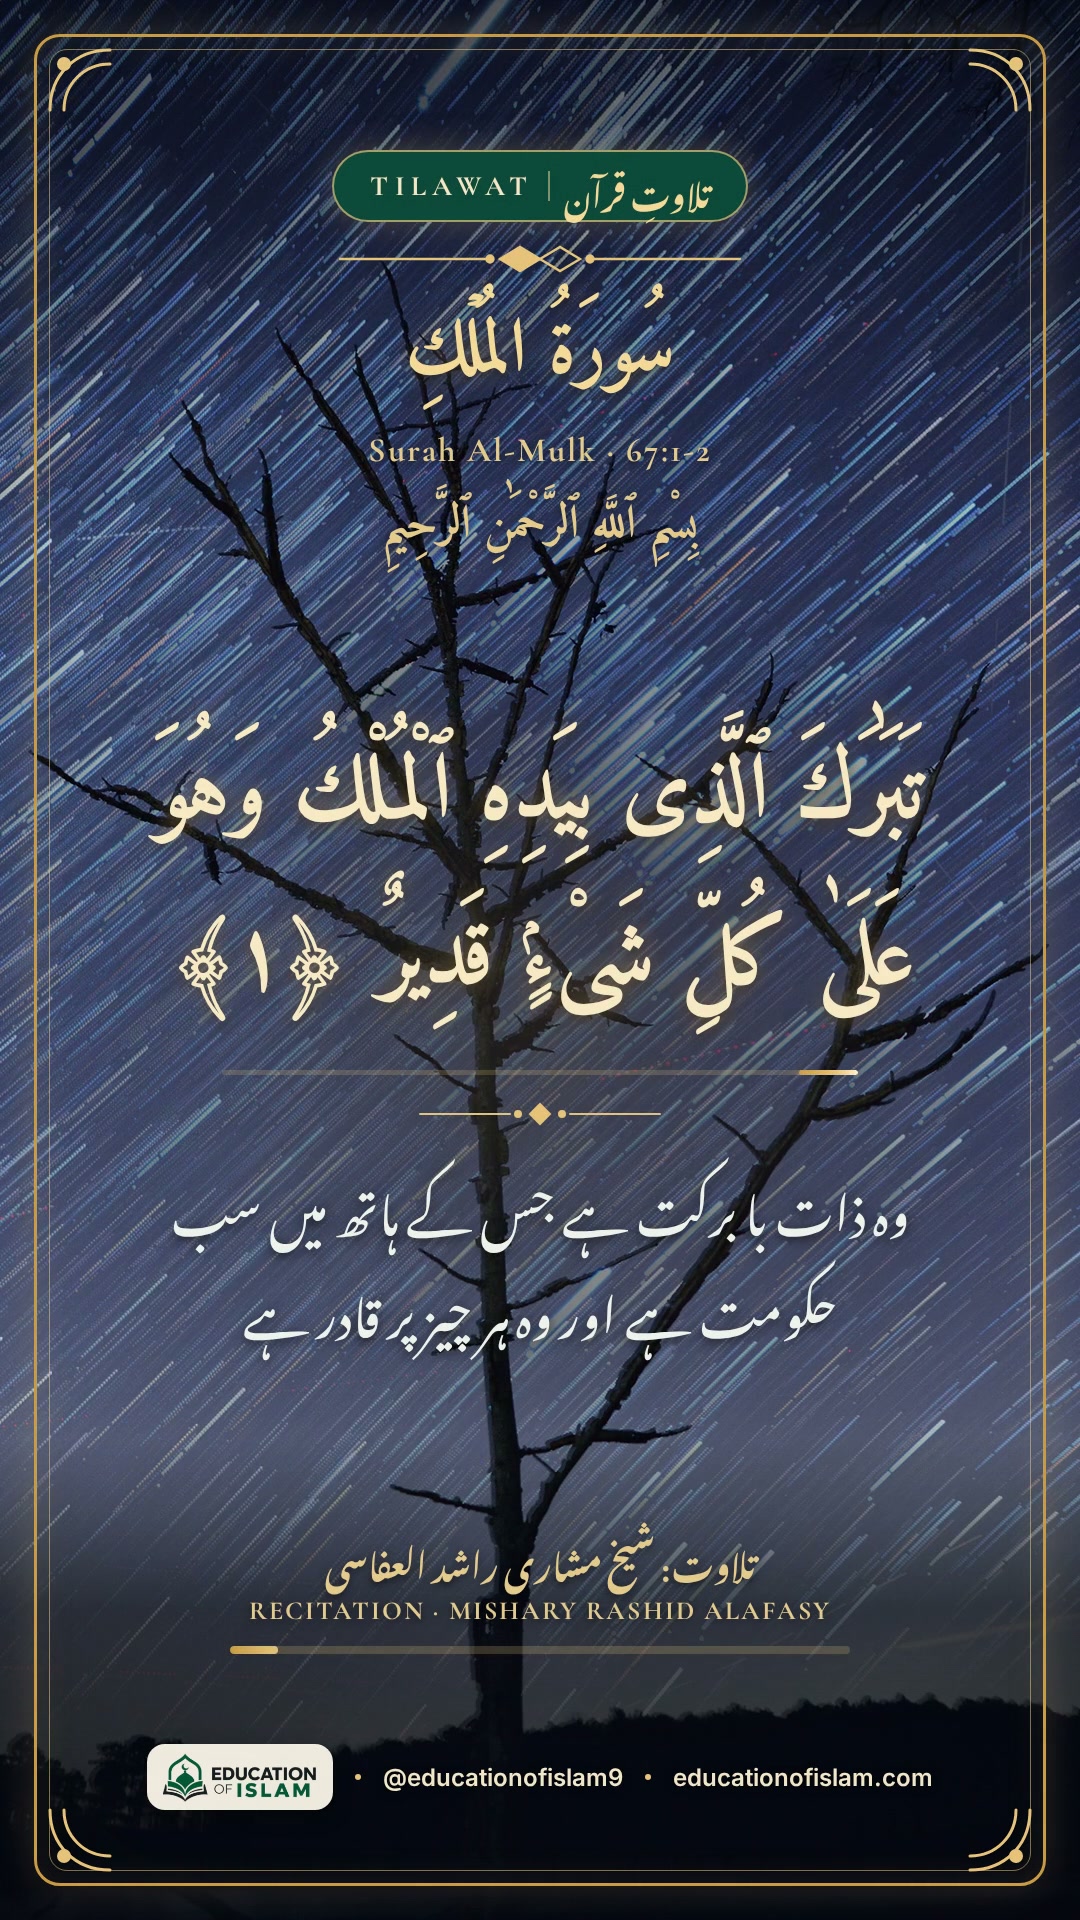 TILAWAT | تلاوتِ قرآن
سُورَةُ الْمُلْكِ
Surah Al-Mulk · 67:1-2
بِسْمِ ٱللَّهِ ٱلرَّحْمَٰنِ ٱلرَّحِيمِ
تَبَٰرَكَ ٱلَّذِى بِيَدِهِ ٱلْمُلْكُ وَهُوَ
عَلَىٰ كُلِّ شَىْءٍۢ قَدِيرٌ ﴿١﴾
وہ ذات بابرکت ہے جس کے ہاتھ میں سب
حکومت ہے اور وہ ہر چیز پر قادر ہے
تلاوت: شیخ مشاری راشد العفاسی
RECITATION · MISHARY RASHID ALAFASY
EDUCATION OF ISLAM • @educationofislam9 • educationofislam.com